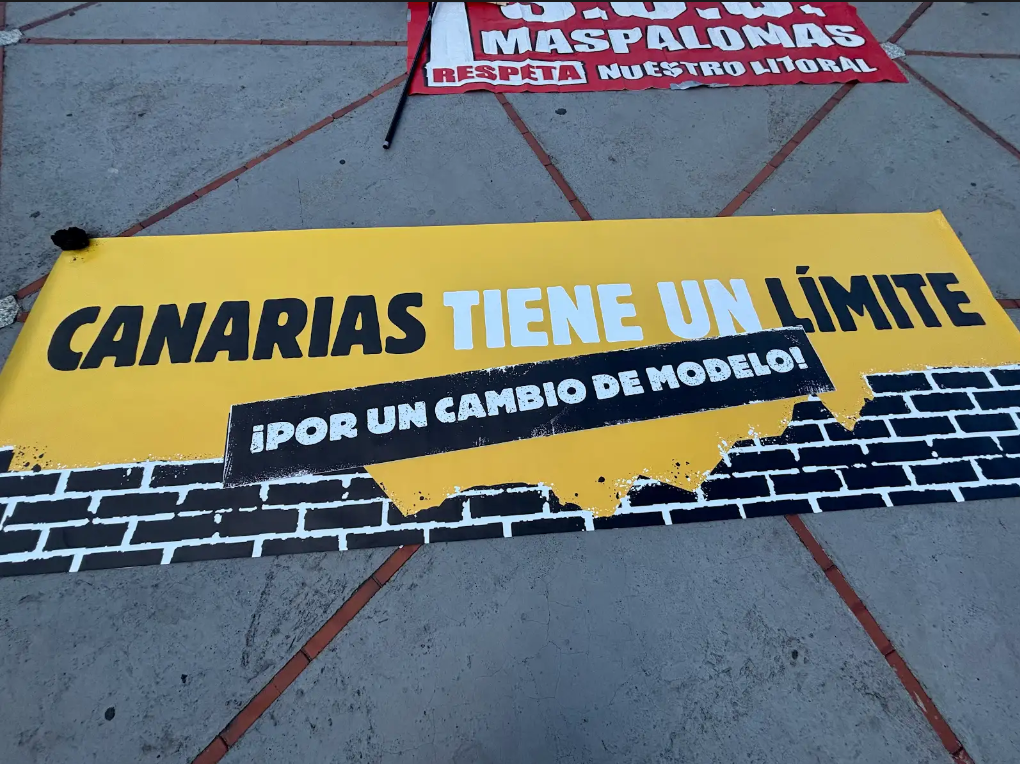 S.O.S.
MASPALOMAS
RESPETA NUESTRO LITORAL
CANARIAS TIENE UN LÍMITE
¡POR UN CAMBIO DE MODELO!